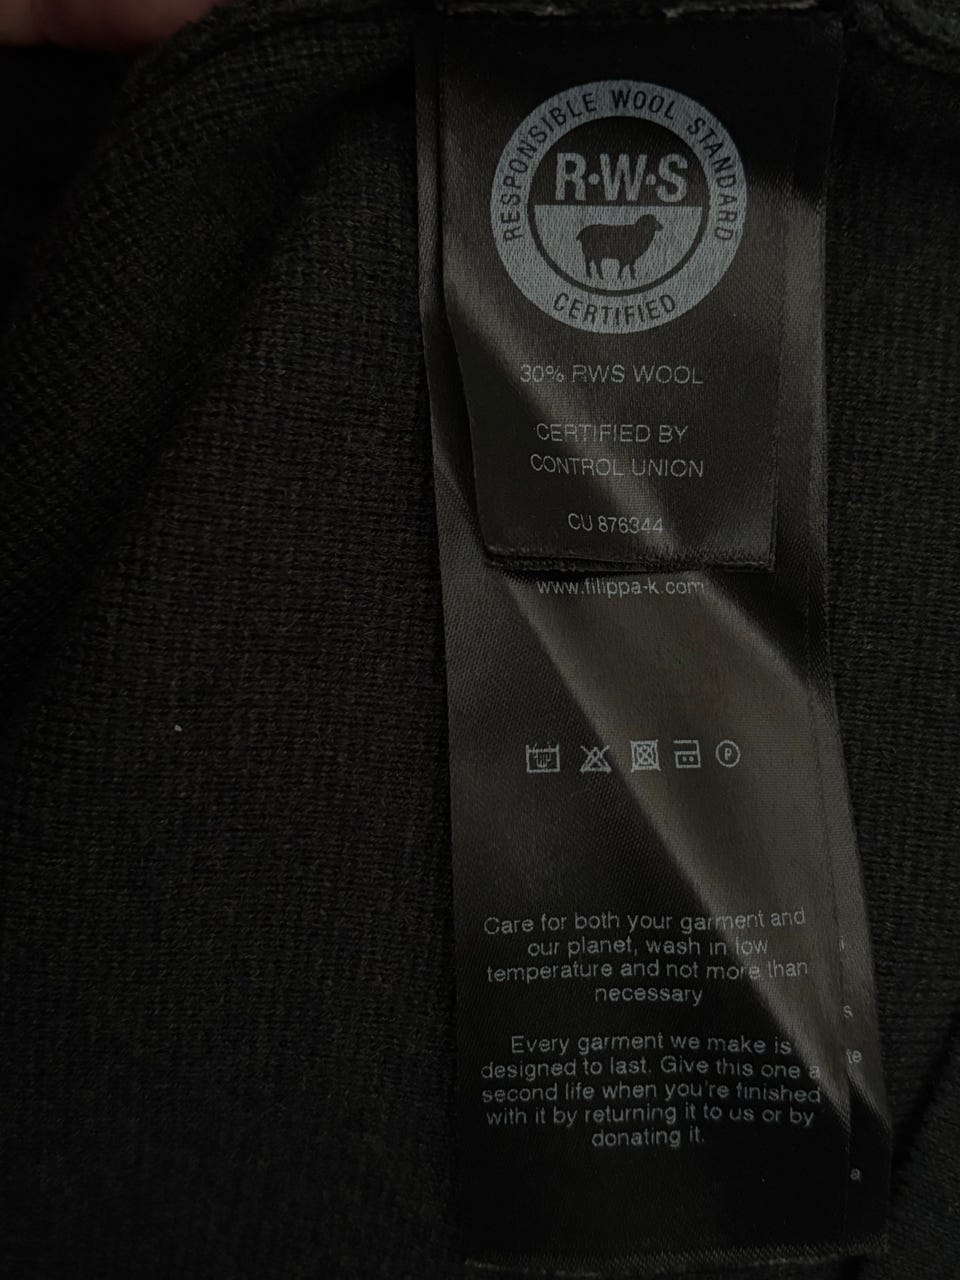 RESPONSIBLE WOOL STANDARD
R·W·S
CERTIFIED
30% RWS WOOL
CERTIFIED BY
CONTROL UNION
CU 876344
www.filippa-k.com
P
Care for both your garment and
our planet, wash in low
temperature and not more than
necessary
Every garment we make is
designed to last. Give this one a
second life when you're finished
with it by returning it to us or by
donating it.